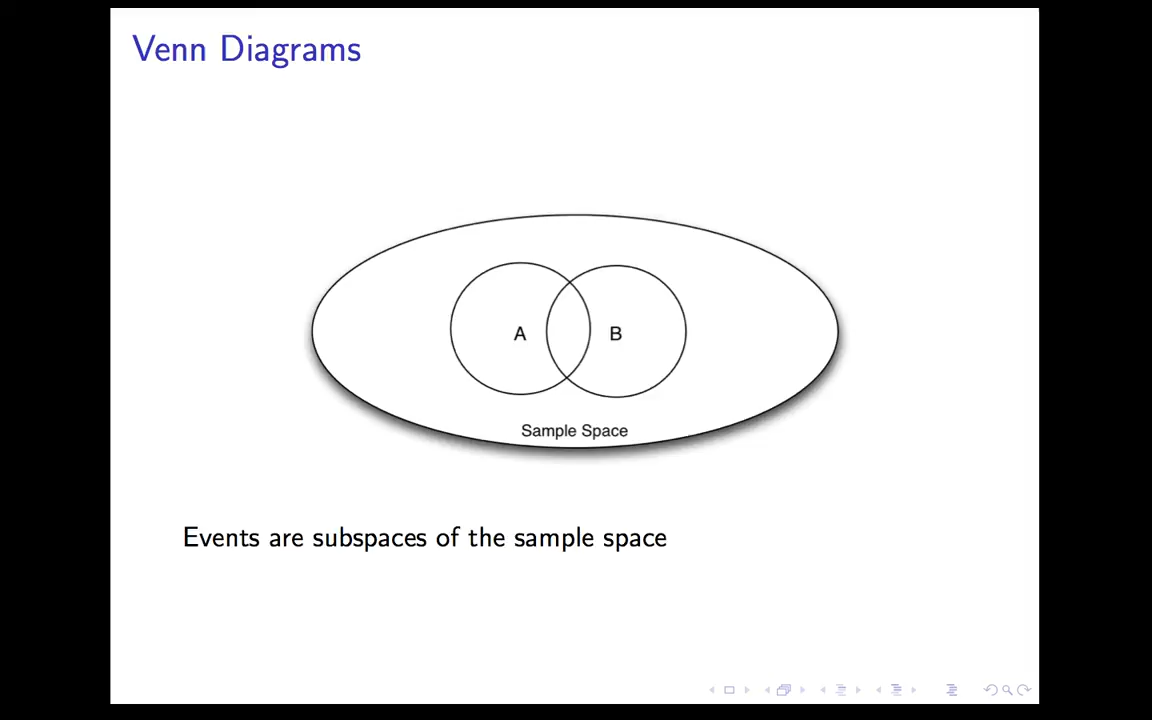 Venn Diagrams
A
B
Sample Space
Events are subspaces of the sample space